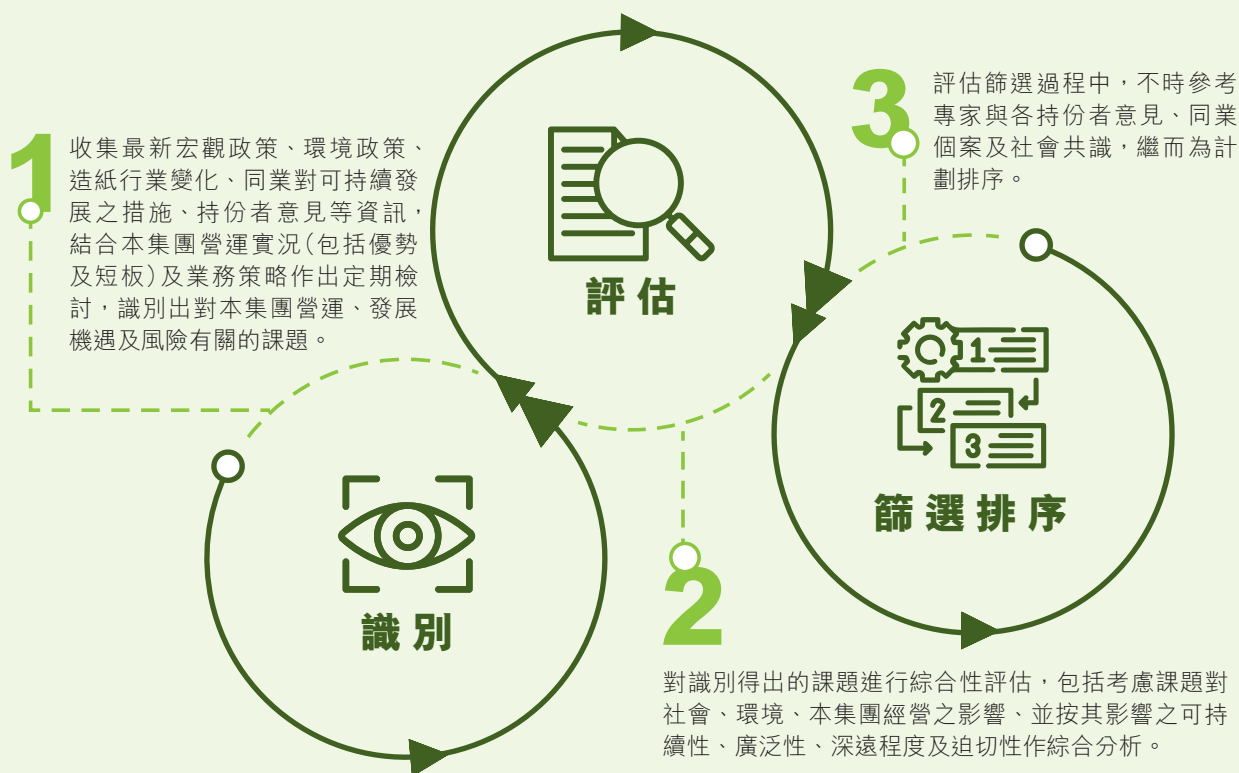 1
收集最新宏觀政策、環境政策、
造紙行業變化、同業對可持續發
展之措施、持份者意見等資訊，
結合本集團營運實況(包括優勢
及短板)及業務策略作出定期檢
討，識別出對本集團營運、發展
機遇及風險有關的課題。
識別
評估
2
對識別得出的課題進行綜合性評估，包括考慮課題對
社會、環境、本集團經營之影響、並按其影響之可持
續性、廣泛性、深遠程度及迫切性作綜合分析。
3
評估篩選過程中，不時參考
專家與各持份者意見、同業
個案及社會共識，繼而為計
劃排序。
1
2
3
篩選排序